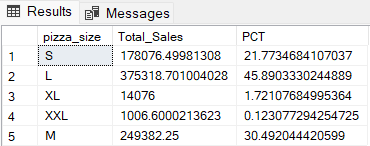 Results Messages
pizza_size Total_Sales PCT
1 S 178076.49981308 21.7734684107037
2 L 375318.701004028 45.8903330244889
3 XL 14076 1.72107684995364
4 XXL 1006.6000213623 0.123077294254725
5 M 249382.25 30.492044420599